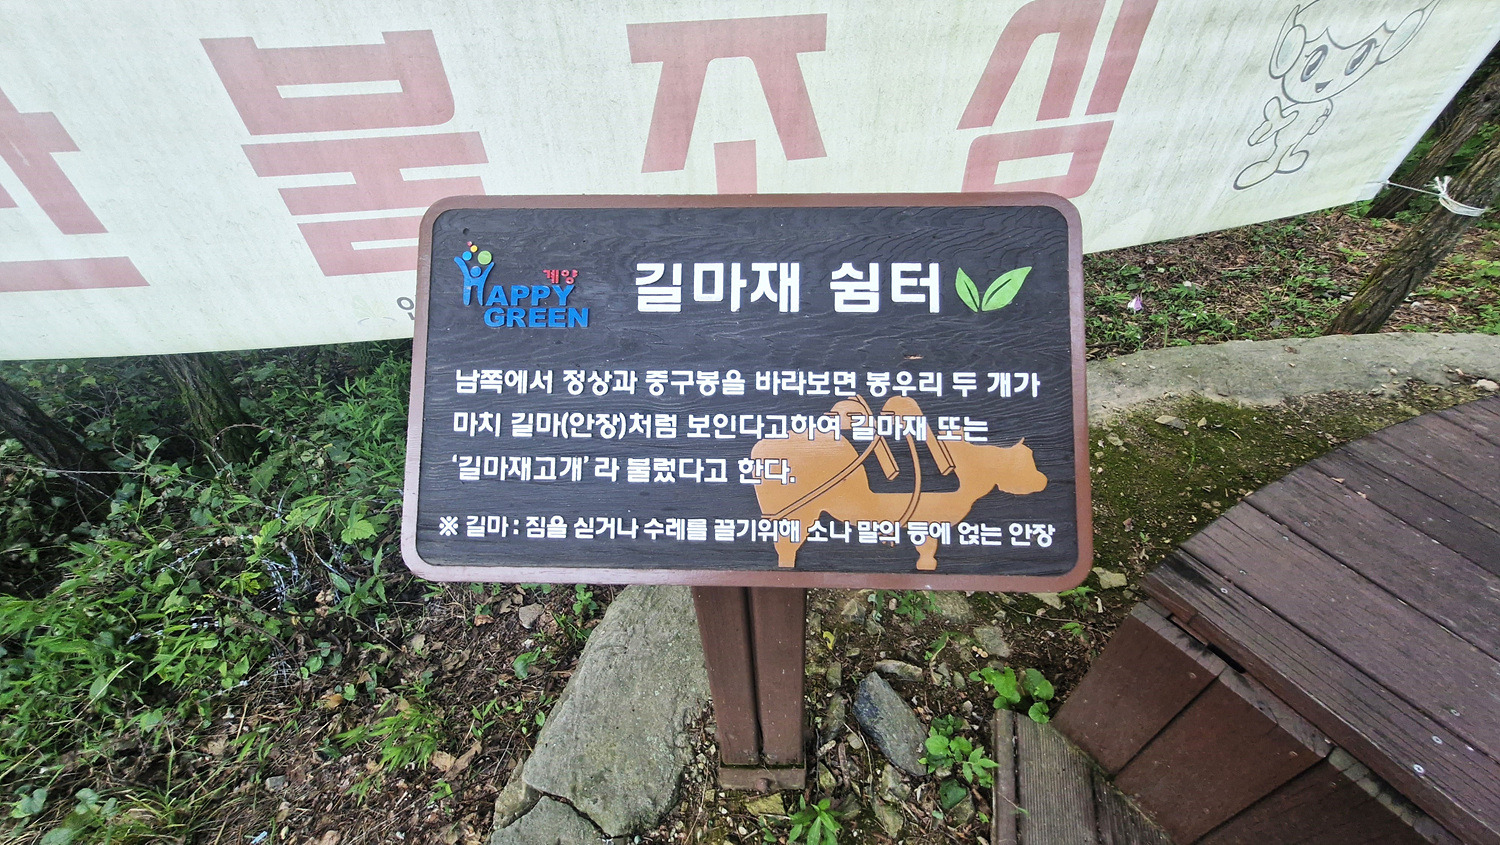 불조심
계양
HAPPY
GREEN
길마재 쉼터
남쪽에서 정상과 중구봉을 바라보면 봉우리 두 개가
마치 길마(안장)처럼 보인다고하여 길마재 또는
‘길마재고개’라 불렀다고 한다.
※ 길마 : 짐을 싣거나 수레를 끌기위해 소나 말의 등에 얹는 안장